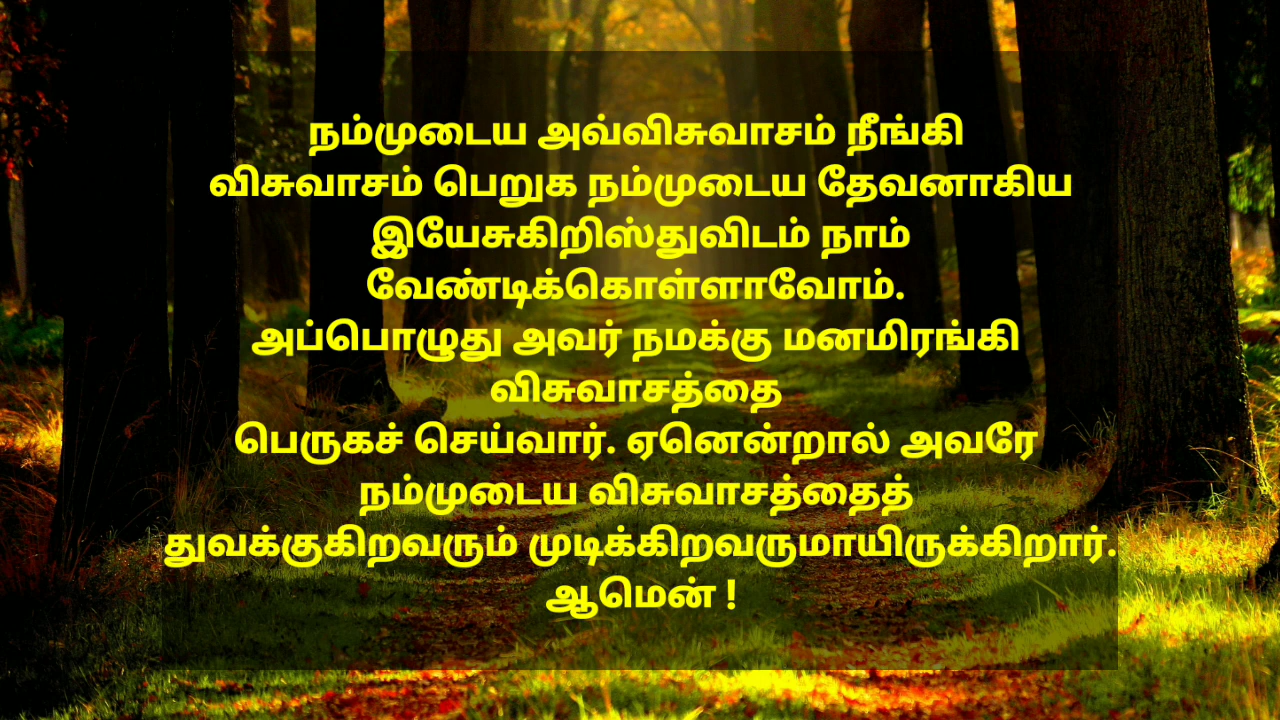 நம்முடைய அவ்விசுவாசம் நீங்கி
விசுவாசம் பெறுக நம்முடைய தேவனாகிய
இயேசுகிறிஸ்துவிடம் நாம்
வேண்டிக்கொள்ளாவோம்.
அப்பொழுது அவர் நமக்கு மனமிரங்கி
விசுவாசத்தை
பெருகச் செய்வார். ஏனென்றால் அவரே
நம்முடைய விசுவாசத்தைத்
துவக்குகிறவரும் முடிக்கிறவருமாயிருக்கிறார்.
ஆமென் !